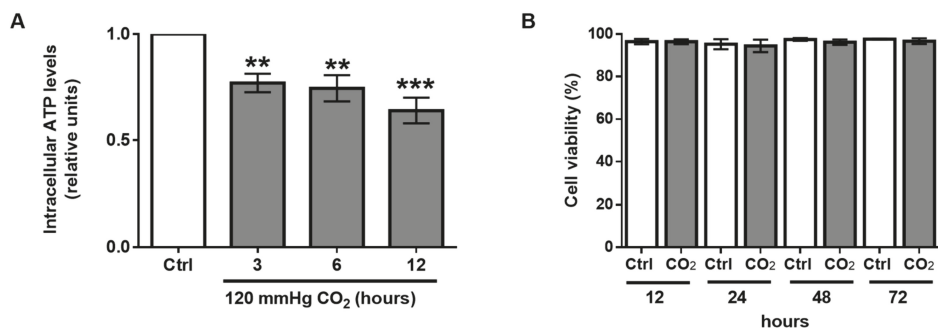 A
Intracellular ATP levels
(relative units)
1.0
0.5
0.0
** ** ***
Ctrl 3 6 12
120 mmHg CO₂ (hours)
B
Cell viability (%)
100
80
60
40
20
0
Ctrl CO₂ Ctrl CO₂ Ctrl CO₂ Ctrl CO₂
12 24 48 72
hours